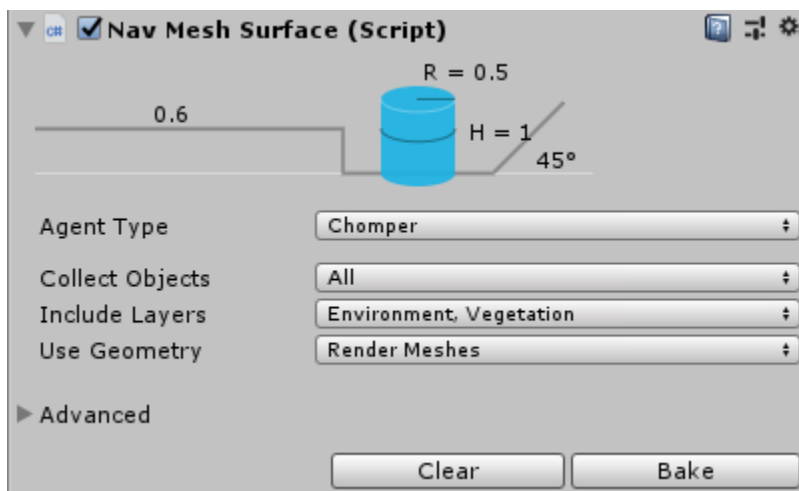 Nav Mesh Surface (Script)
R = 0.5
0.6
H = 1
45°
Agent Type Chomper
Collect Objects All
Include Layers Environment, Vegetation
Use Geometry Render Meshes
Advanced
Clear Bake